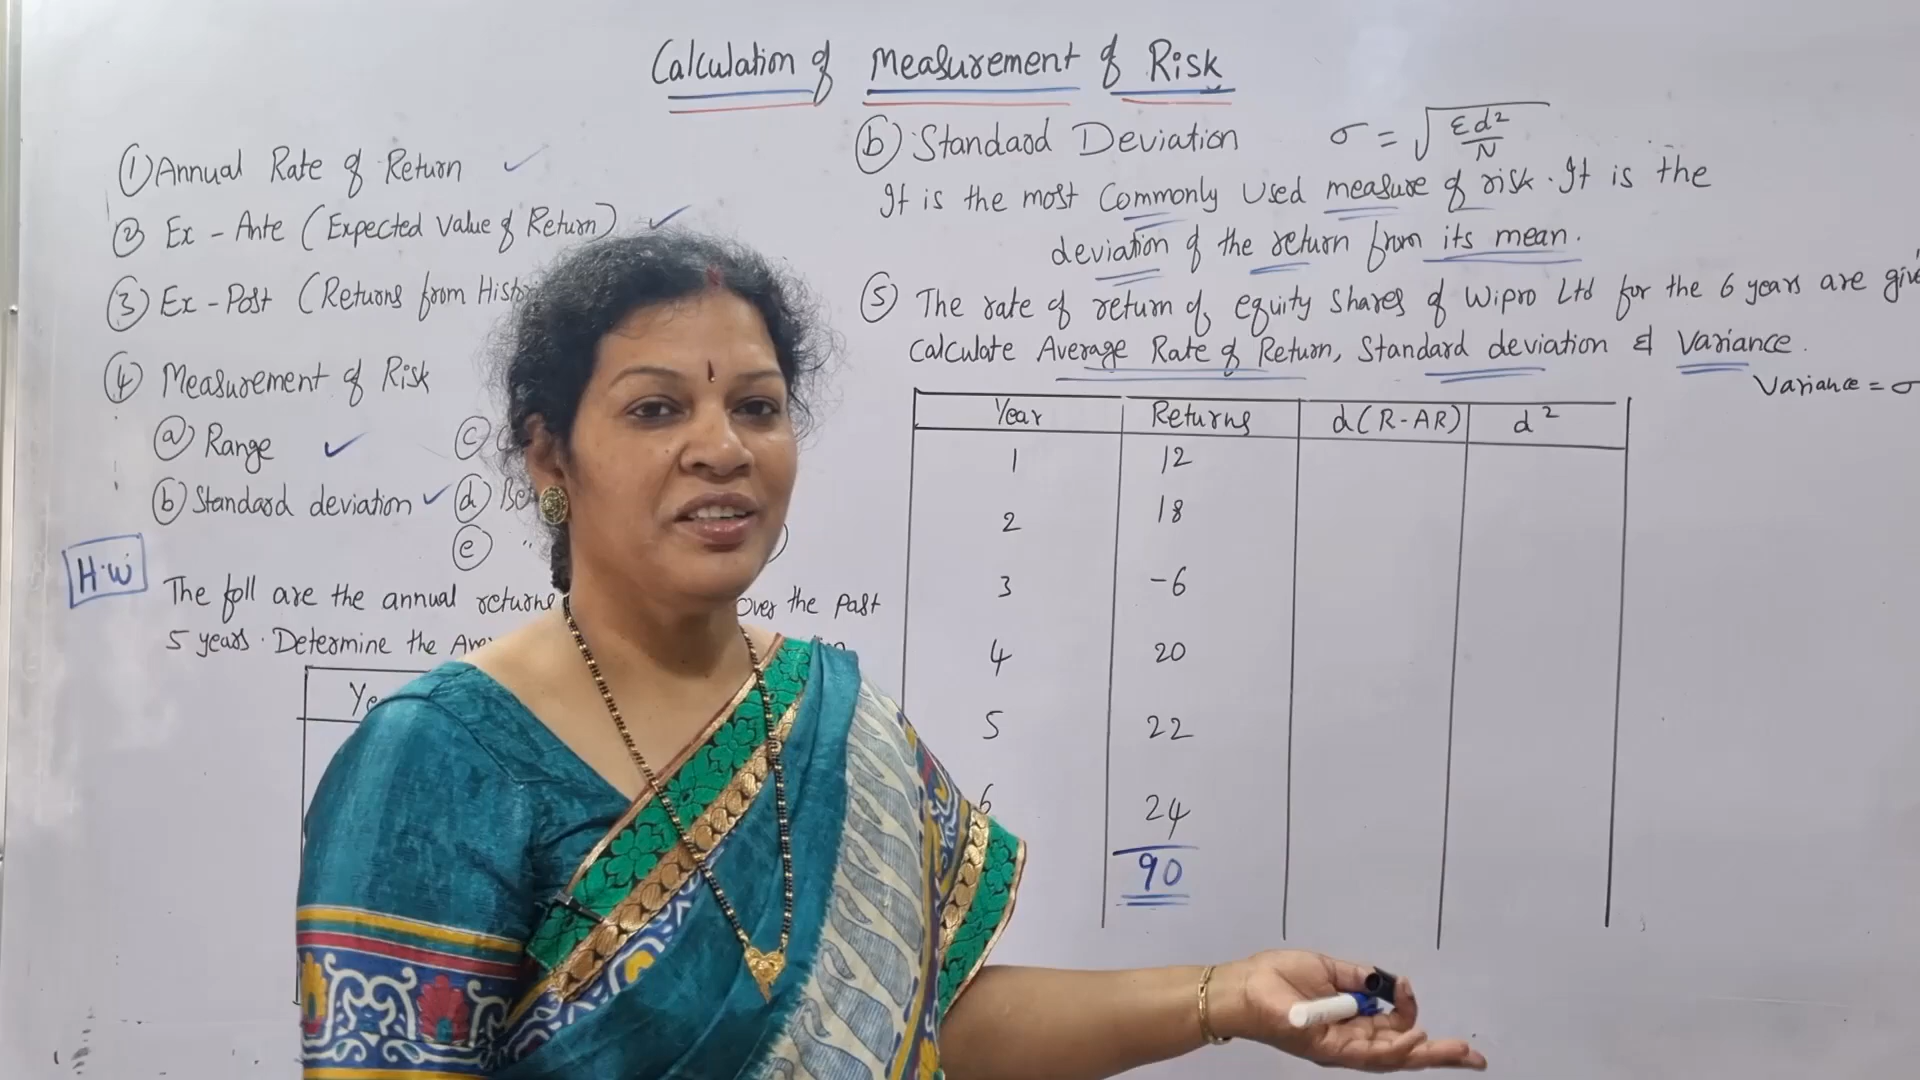 Calculation of Measurement of Risk
① Annual Rate of Return ✓
② Ex - Ante (Expected Value of Return) ✓
③ Ex - Post (Returns from Histo
④ Measurement of Risk
ⓐ Range ✓ ⓒ
ⓑ Standard deviation ✓ ⓓ Be
ⓔ "
H.W
The foll are the annual returns over the past
5 years. Determine the
Ye
ⓑ Standard Deviation σ = √Σd²/N
It is the most Commonly Used measure of risk. It is the
deviation of the return from its mean.
⑤ The rate of return of equity shares of Wipro Ltd for the 6 years are give
Calculate Average Rate of Return, Standard deviation & Variance.
Variance = σ
Year Returns d(R-AR) d²
1 12
2 18
3 -6
4 20
5 22
6 24
90